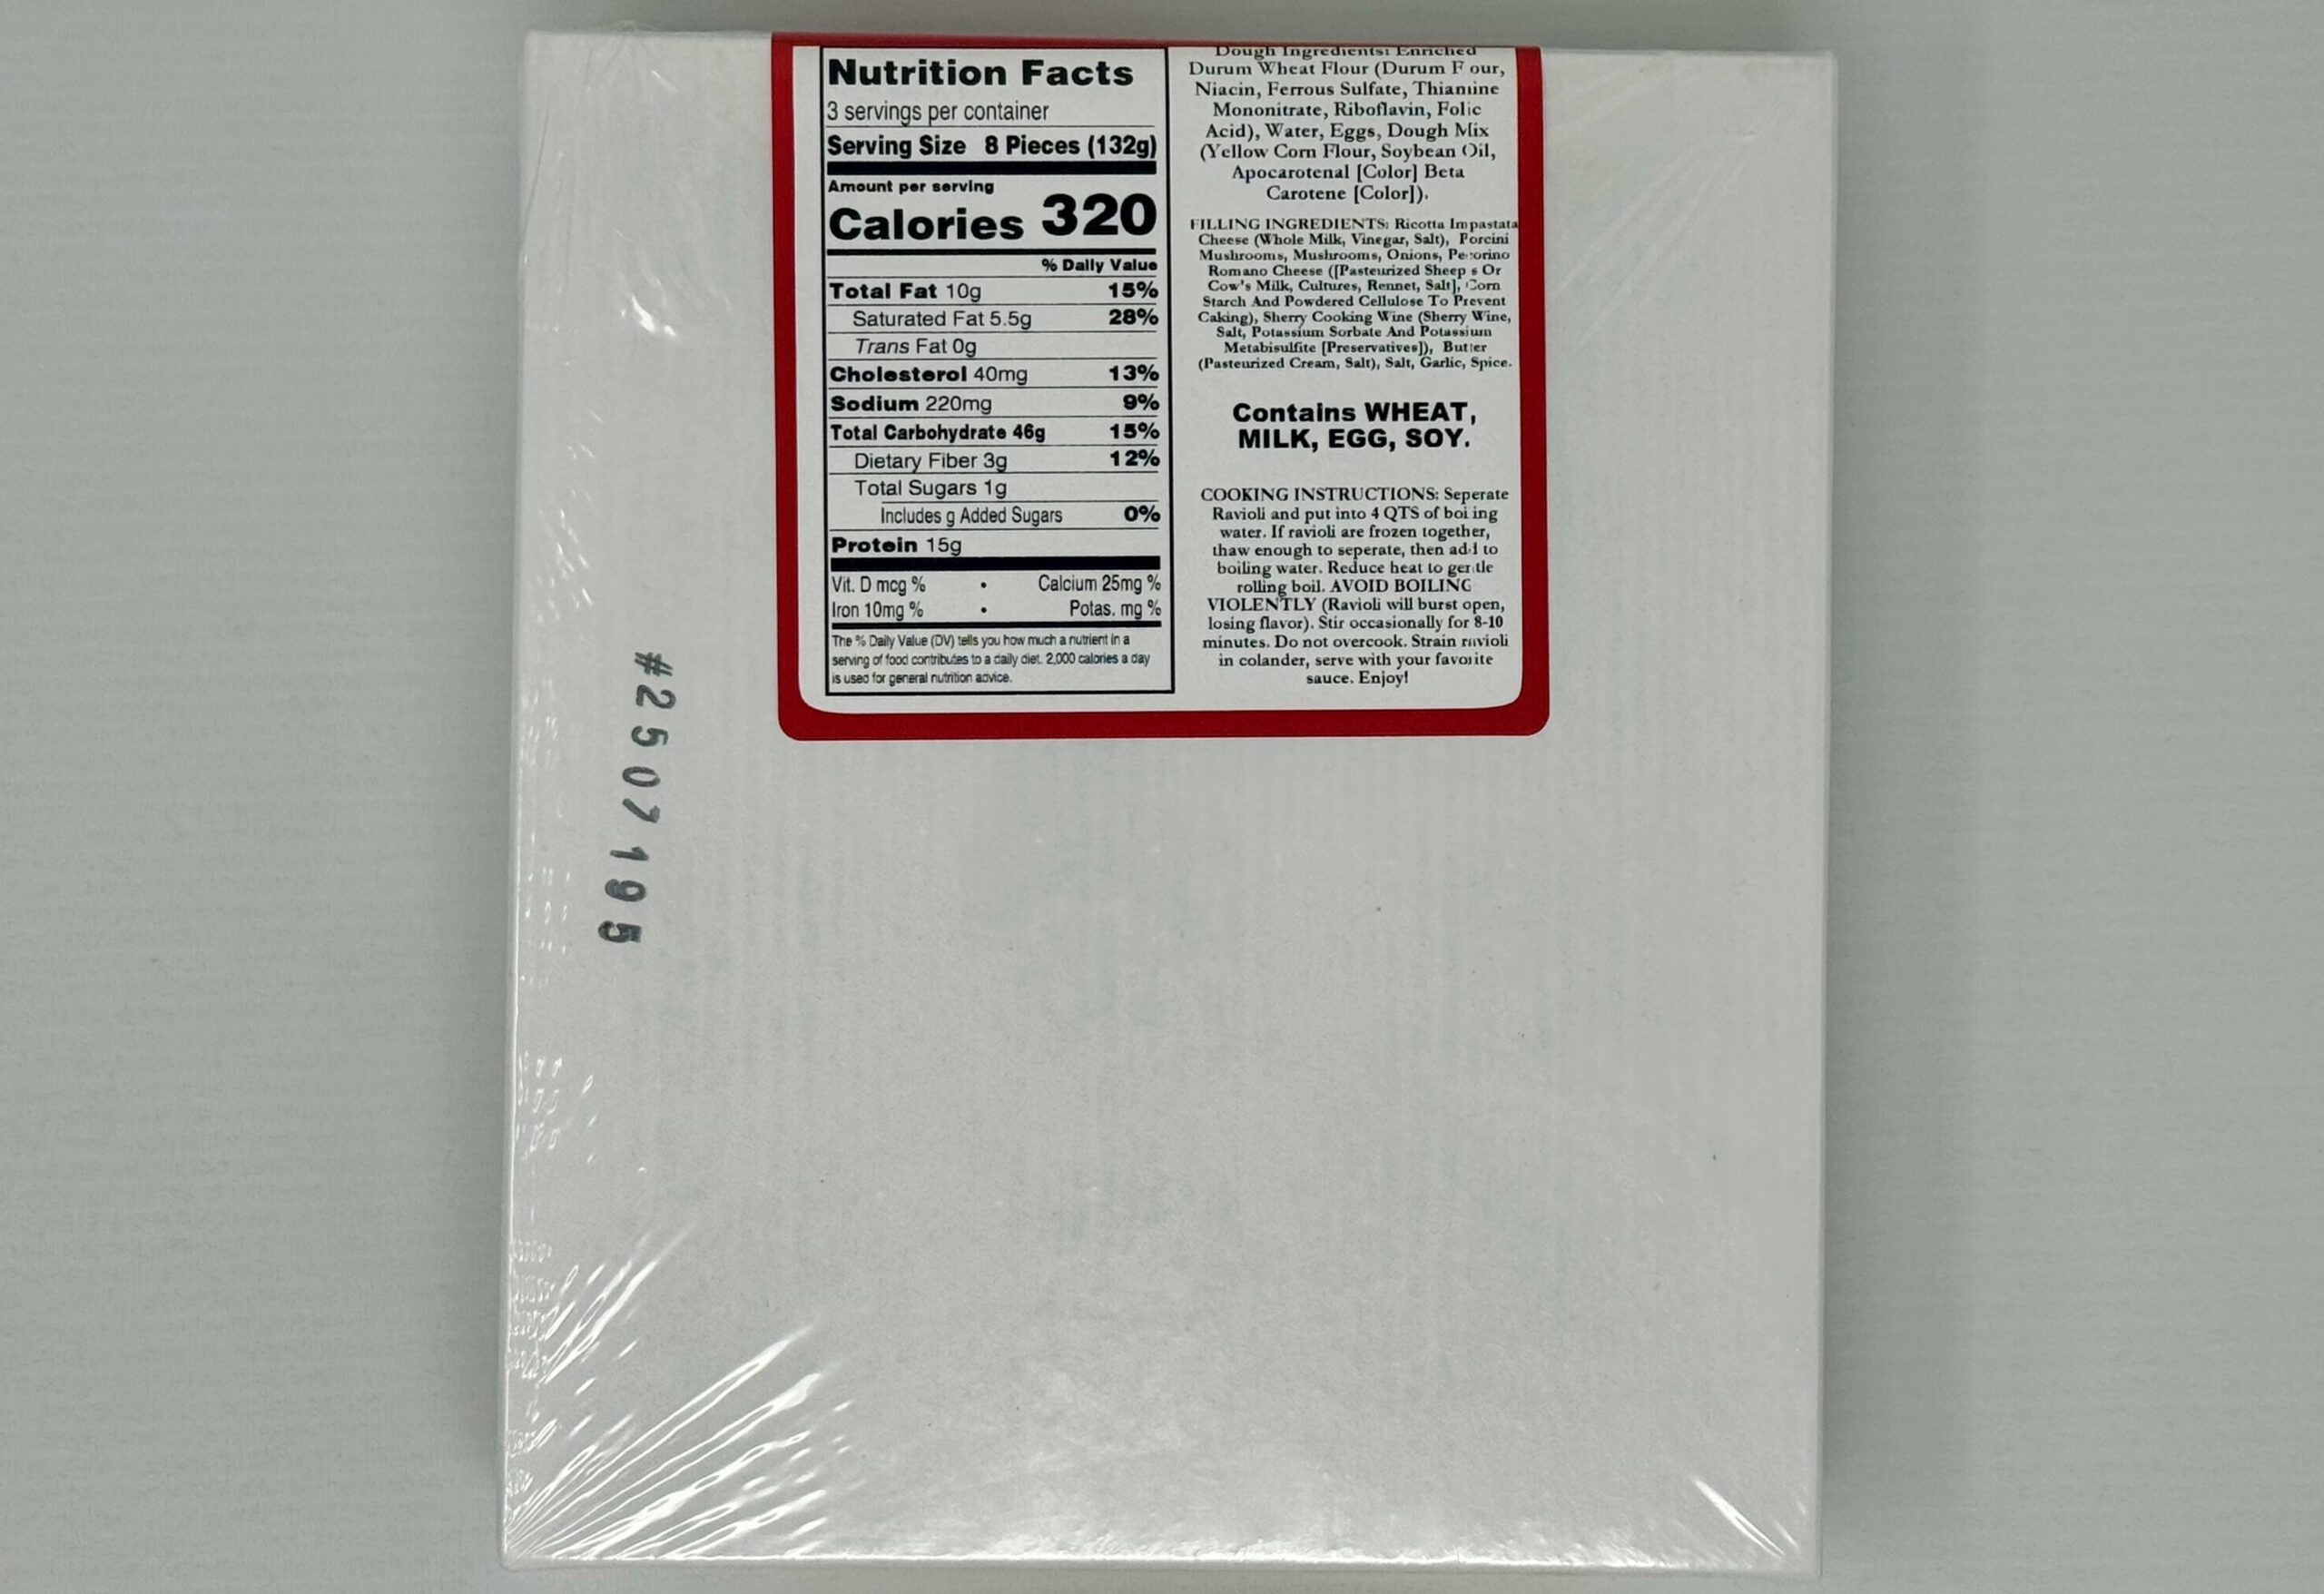 Nutrition Facts
3 servings per container
Serving Size 8 Pieces (132g)
Amount per serving
Calories 320
% Daily Value
Total Fat 10g 15%
Saturated Fat 5.5g 28%
Trans Fat 0g
Cholesterol 40mg 13%
Sodium 220mg 9%
Total Carbohydrate 46g 15%
Dietary Fiber 3g 12%
Total Sugars 1g
Includes g Added Sugars 0%
Protein 15g
Vit. D mcg % • Calcium 25mg %
Iron 10mg % • Potas. mg %
The % Daily Value (DV) tells you how much a nutrient in a
serving of food contributes to a daily diet. 2,000 calories a day
is used for general nutrition advice.
Dough Ingredients: Enriched
Durum Wheat Flour (Durum F our,
Niacin, Ferrous Sulfate, Thiamine
Mononitrate, Riboflavin, Folic
Acid), Water, Eggs, Dough Mix
(Yellow Corn Flour, Soybean Oil,
Apocarotenal [Color] Beta
Carotene [Color]).
FILLING INGREDIENTS: Ricotta Impastata
Cheese (Whole Milk, Vinegar, Salt), Porcini
Mushrooms, Mushrooms, Onions, Pecorino
Romano Cheese ([Pasteurized Sheep s Or
Cow's Milk, Cultures, Rennet, Salt], Corn
Starch And Powdered Cellulose To Prevent
Caking), Sherry Cooking Wine (Sherry Wine,
Salt, Potassium Sorbate And Potassium
Metabisulfite [Preservatives]), Butter
(Pasteurized Cream, Salt), Salt, Garlic, Spice.
Contains WHEAT,
MILK, EGG, SOY.
COOKING INSTRUCTIONS: Seperate
Ravioli and put into 4 QTS of boi ing
water. If ravioli are frozen together,
thaw enough to seperate, then add to
boiling water. Reduce heat to gentle
rolling boil. AVOID BOILING
VIOLENTLY (Ravioli will burst open,
losing flavor). Stir occasionally for 8-10
minutes. Do not overcook. Strain ravioli
in colander, serve with your favorite
sauce. Enjoy!
#2507195